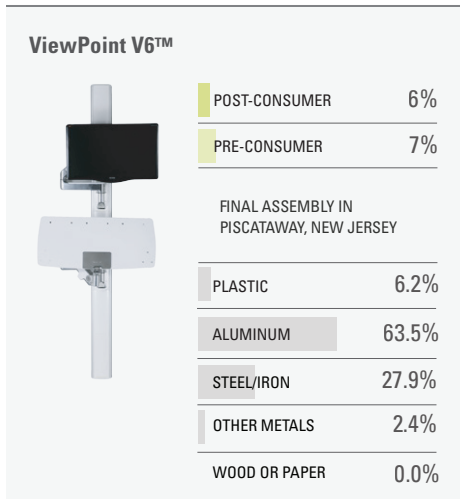 ViewPoint V6™
POST-CONSUMER 6%
PRE-CONSUMER 7%
FINAL ASSEMBLY IN
PISCATAWAY, NEW JERSEY
PLASTIC 6.2%
ALUMINUM 63.5%
STEEL/IRON 27.9%
OTHER METALS 2.4%
WOOD OR PAPER 0.0%